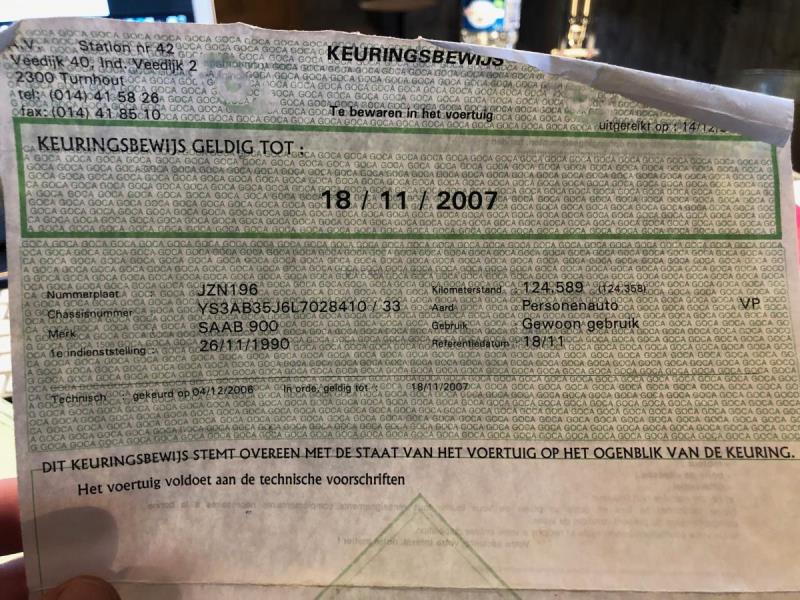 Station nr 42
KEURINGSBEWIJS
Veedijk 40, Ind. Veedijk 2
2300 Turnhout
tel: (014) 41 58 26
fax: (014) 41 85 10
Te bewaren in het voertuig
uitgereikt op : 14/12/
KEURINGSBEWIJS GELDIG TOT :
18 / 11 / 2007
Nummerplaat : JZN196 Kilometerstand : 124.589 (124.358)
Chassisnummer : YS3AB35J6L7028410 / 33 Aard : Personenauto VP
Merk : SAAB 900 Gebruik : Gewoon gebruik
1e indienststelling : 26/11/1990 Referentiedatum : 18/11
Technisch : gekeurd op 04/12/2006 In orde, geldig tot : 18/11/2007
DIT KEURINGSBEWIJS STEMT OVEREEN MET DE STAAT VAN HET VOERTUIG OP HET OGENBLIK VAN DE KEURING.
Het voertuig voldoet aan de technische voorschriften